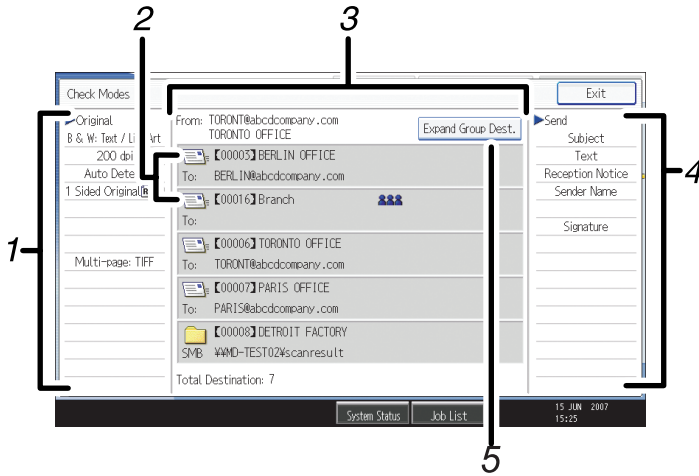 2
3
Check Modes
Exit
1
Original
B & W: Text / Li Art
200 dpi
Auto Dete
1 Sided Original
Multi-page: TIFF
From: TORONT@abcdcompany.com
TORONTO OFFICE
Expand Group Dest.
【00003】BERLIN OFFICE
To: BERLIN@abcdcompany.com
【00016】Branch
To:
【00006】TORONTO OFFICE
To: TORONT@abcdcompany.com
【00007】PARIS OFFICE
To: PARIS@abcdcompany.com
【00008】DETROIT FACTORY
SMB ¥¥MD-TEST02¥scanresult
Total Destination: 7
Send
Subject
Text
Reception Notice
Sender Name
Signature
4
System Status
Job List
15 JUN 2007
15:25
5